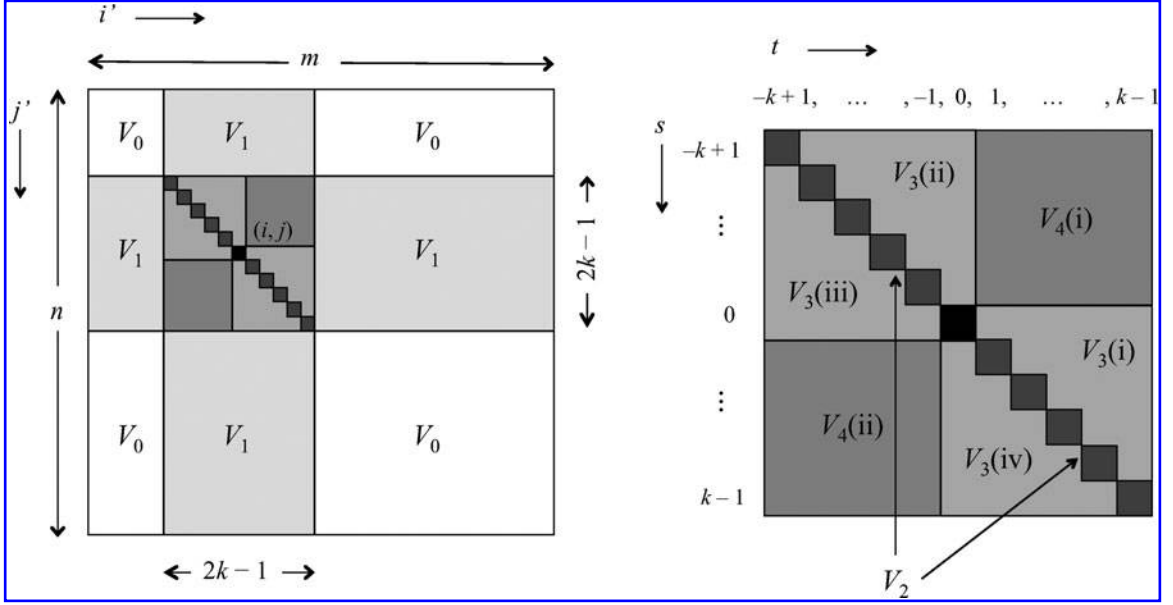 i’
m
j’
V0 V1 V0
V1 (i, j) V1
n
2k – 1
V0 V1 V0
2k – 1
t
–k + 1, ... , –1, 0, 1, ... , k – 1
s
–k + 1
V3(ii)
V4(i)
⋮
V3(iii)
0
V3(i)
⋮
V4(ii)
V3(iv)
k – 1
V2